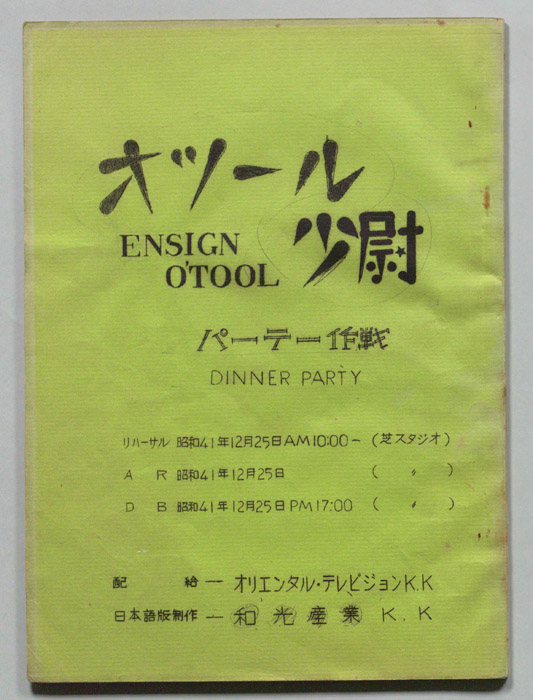 オツール
ENSIGN 少尉
O'TOOL
パーテー作戦
DINNER PARTY
リハーサル 昭和41年12月25日AM10:00- (芝スタジオ)
A R 昭和41年12月25日 ( 〃 )
D B 昭和41年12月25日 PM17:00 ( 〃 )
配 給 ー オリエンタル・テレビジョンK.K
日本語版制作 ー 和光産業 K.K